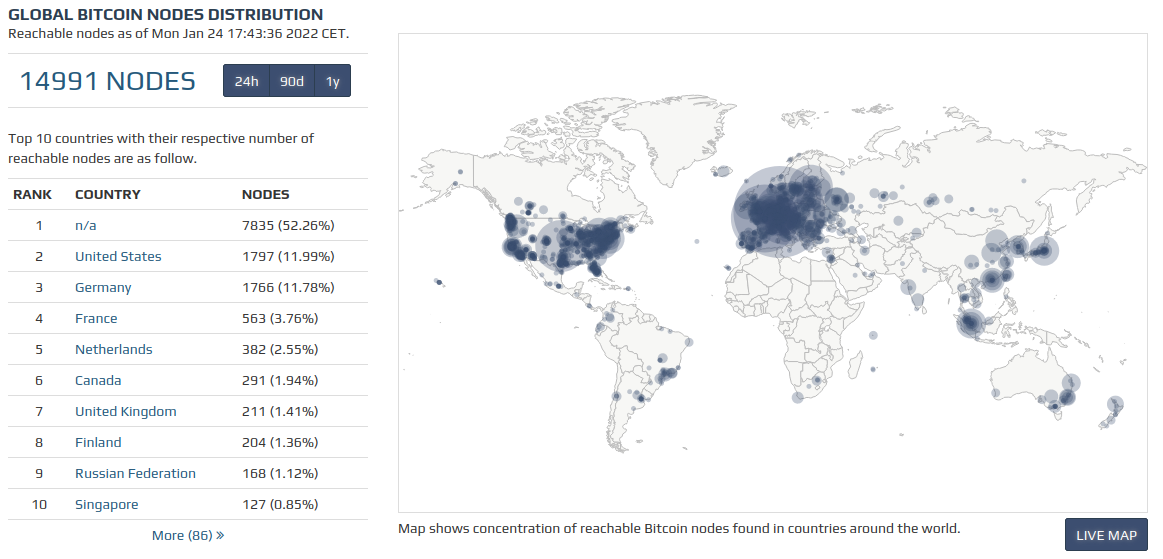 GLOBAL BITCOIN NODES DISTRIBUTION
Reachable nodes as of Mon Jan 24 17:43:36 2022 CET.
14991 NODES
24h 90d 1y
Top 10 countries with their respective number of
reachable nodes are as follow.
RANK COUNTRY NODES
1 n/a 7835 (52.26%)
2 United States 1797 (11.99%)
3 Germany 1766 (11.78%)
4 France 563 (3.76%)
5 Netherlands 382 (2.55%)
6 Canada 291 (1.94%)
7 United Kingdom 211 (1.41%)
8 Finland 204 (1.36%)
9 Russian Federation 168 (1.12%)
10 Singapore 127 (0.85%)
More (86) »
Map shows concentration of reachable Bitcoin nodes found in countries around the world.
LIVE MAP